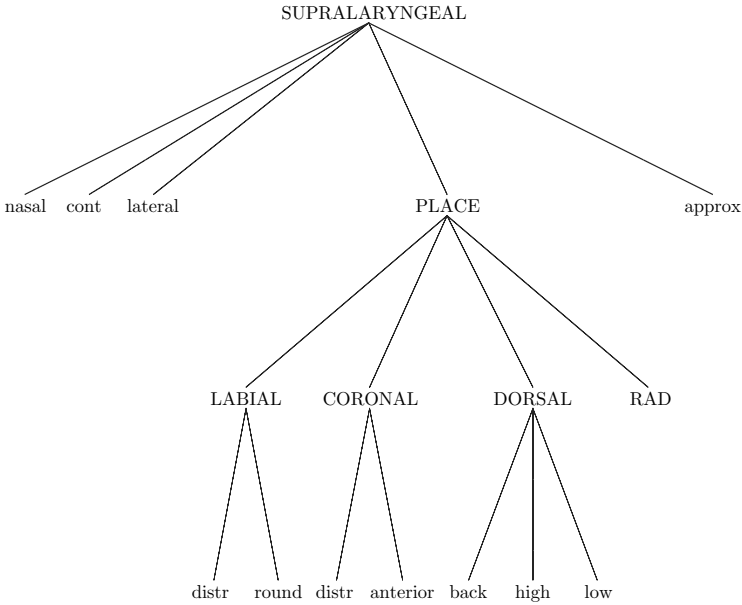 SUPRALARYNGEAL
nasal cont lateral PLACE approx
LABIAL CORONAL DORSAL RAD
distr round distr anterior back high low